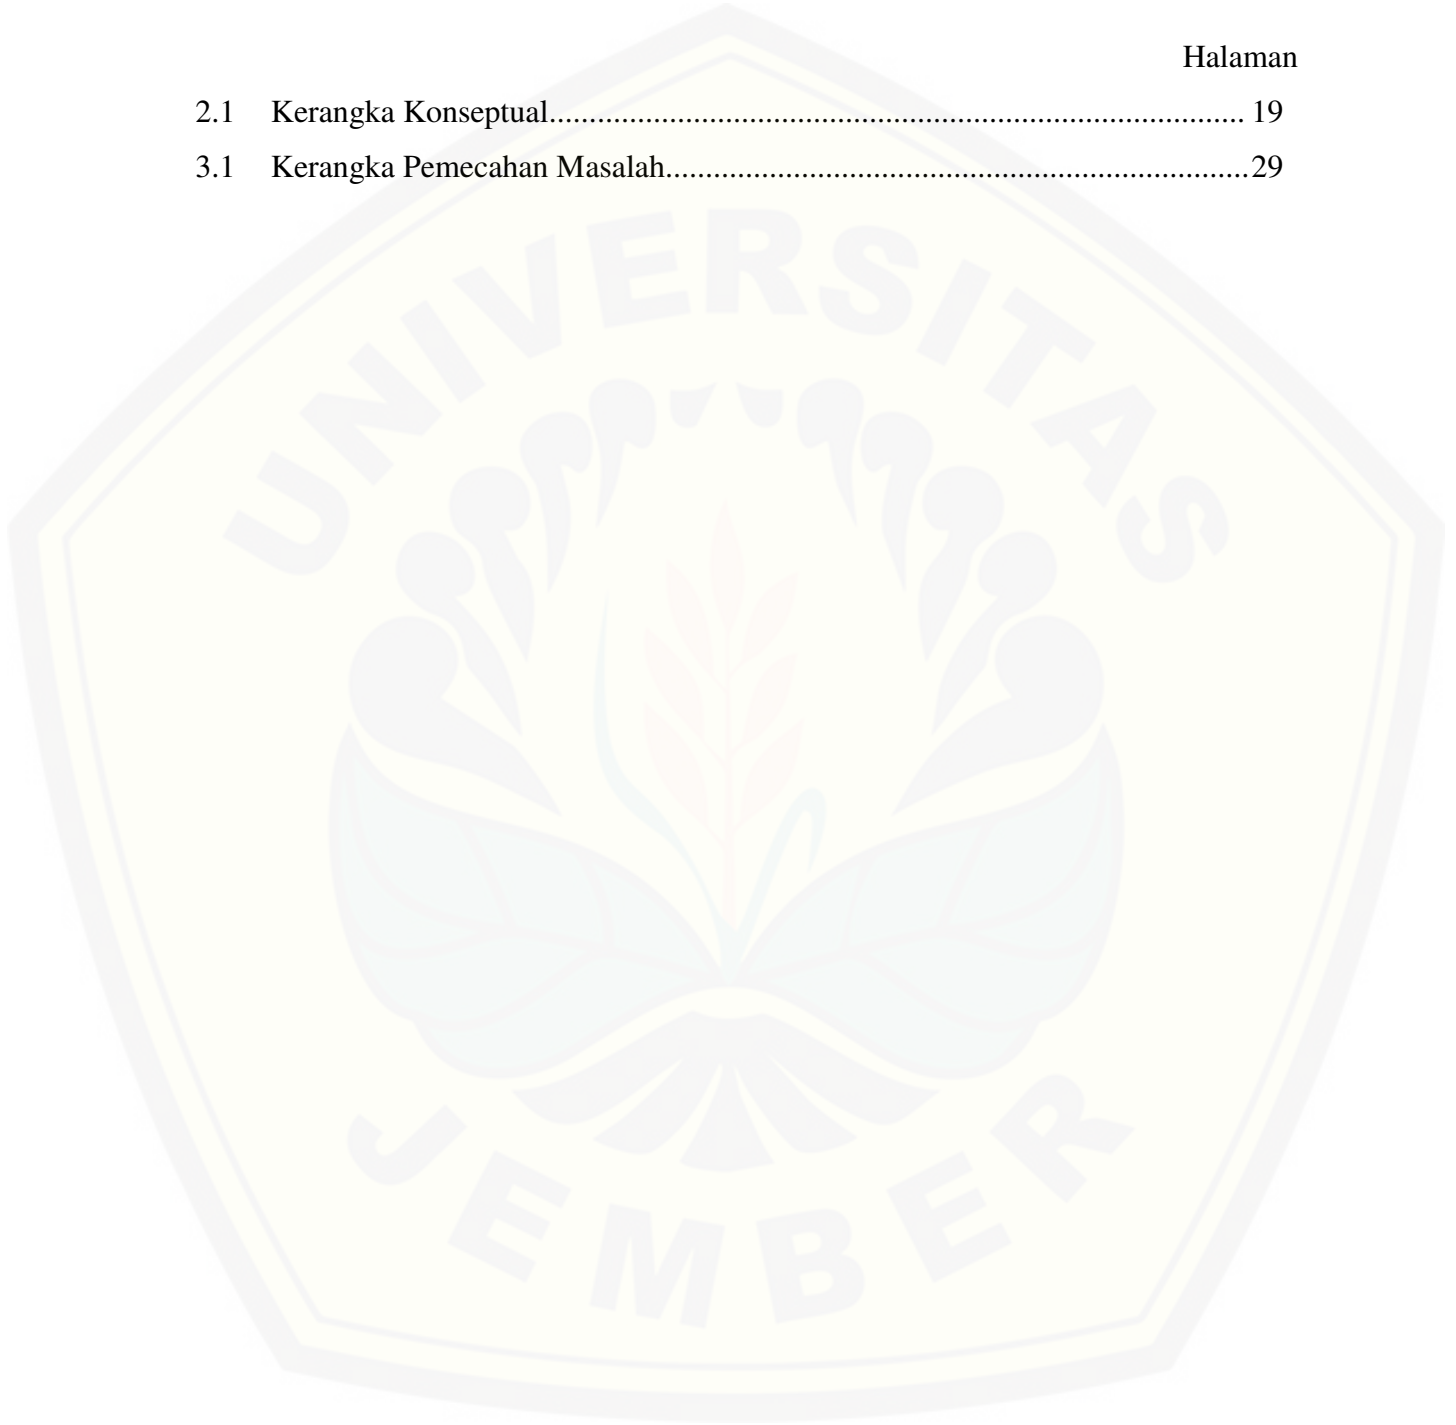 Halaman
2.1 Kerangka Konseptual....................................................................................... 19
3.1 Kerangka Pemecahan Masalah.........................................................................29
UNIVERSITAS
JEMBER